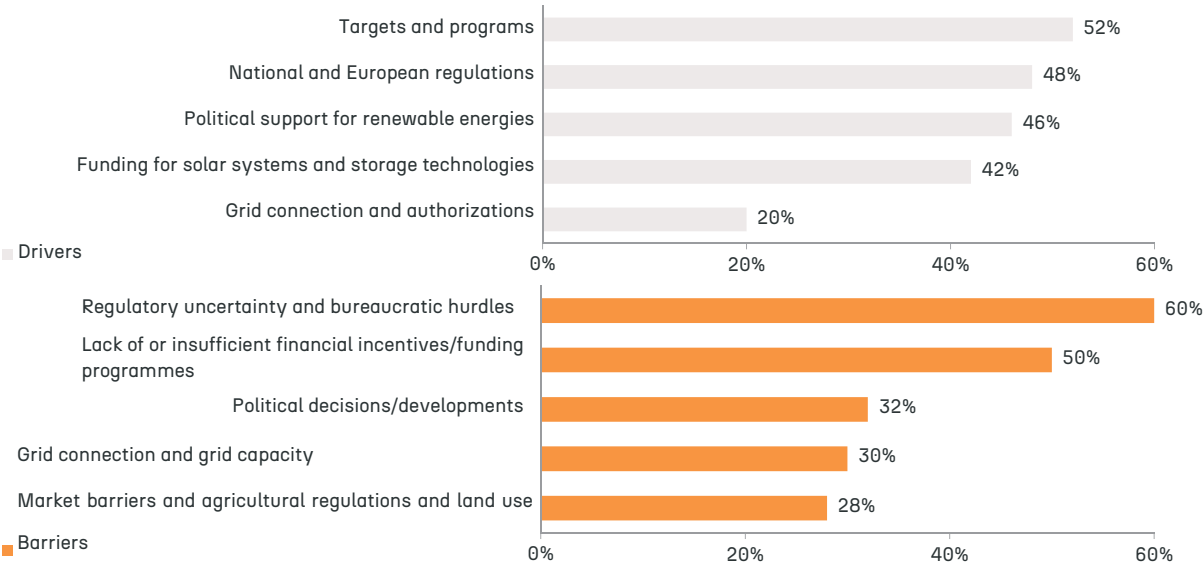 Targets and programs 52%
National and European regulations 48%
Political support for renewable energies 46%
Funding for solar systems and storage technologies 42%
Grid connection and authorizations 20%
Drivers
0% 20% 40% 60%
Regulatory uncertainty and bureaucratic hurdles 60%
Lack of or insufficient financial incentives/funding
programmes 50%
Political decisions/developments 32%
Grid connection and grid capacity 30%
Market barriers and agricultural regulations and land use 28%
Barriers
0% 20% 40% 60%